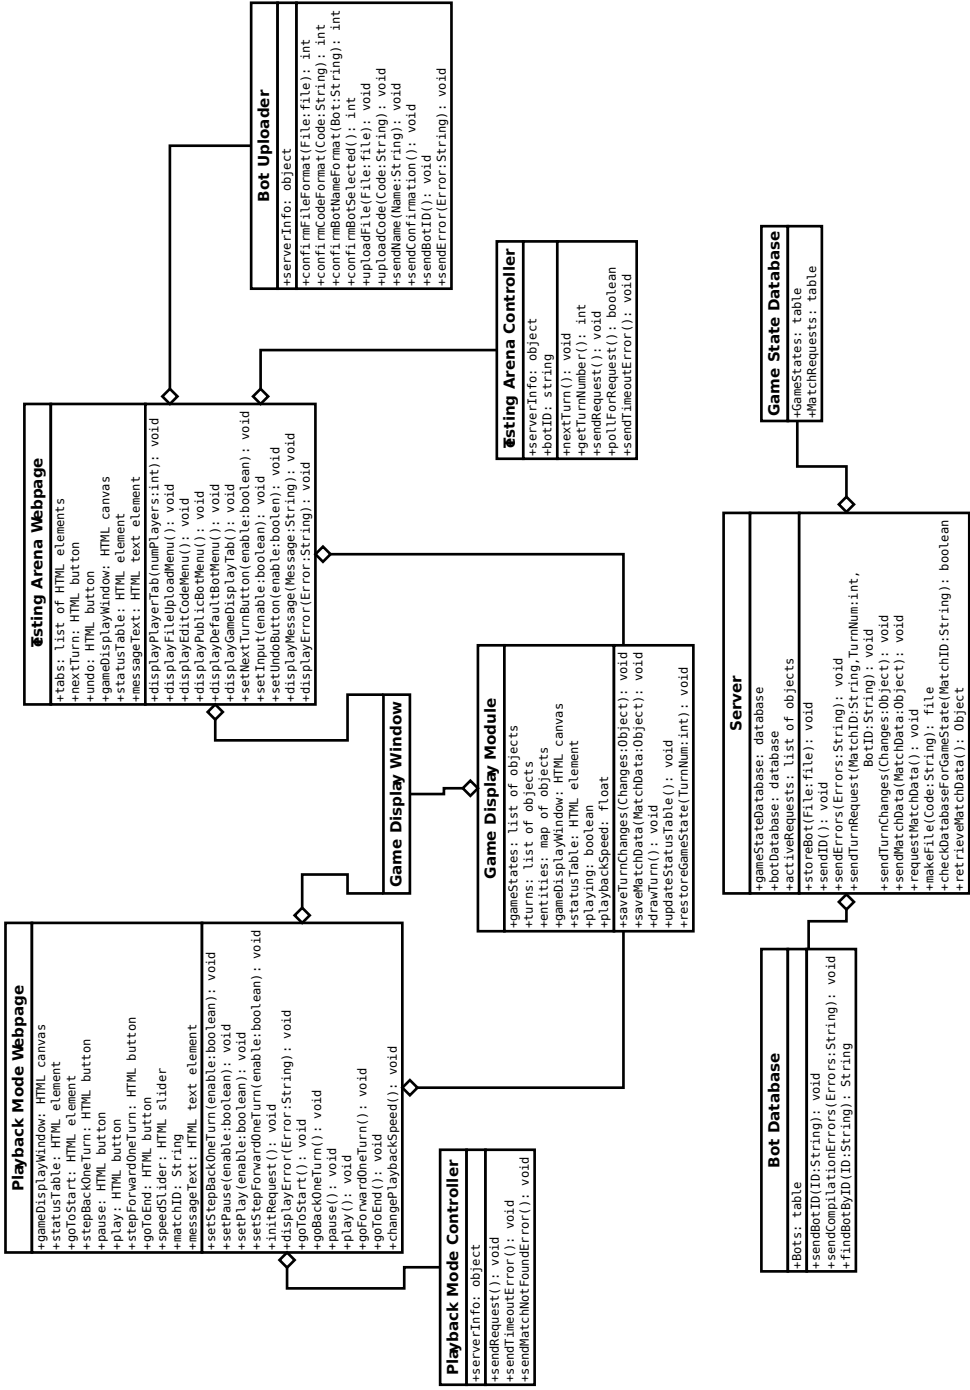 Playback Mode Webpage
+gameDisplayWindow: HTML canvas
+statusTable: HTML element
+goToStart: HTML element
+stepBackOneTurn: HTML button
+pause: HTML button
+play: HTML button
+stepForwardOneTurn: HTML button
+goToEnd: HTML button
+speedSlider: HTML slider
+matchID: String
+messageText: HTML text element
+setStepBackOneTurn(enable:boolean): void
+setPause(enable:boolean): void
+setPlay(enable:boolean): void
+setStepForwardOneTurn(enable:boolean): void
+initRequest(): void
+displayError(Error:String): void
+goToStart(): void
+goBackOneTurn(): void
+pause(): void
+play(): void
+goForwardOneTurn(): void
+goToEnd(): void
+changePlaybackSpeed(): void
Testing Arena Webpage
+tabs: list of HTML elements
+nextTurn: HTML button
+undo: HTML button
+gameDisplayWindow: HTML canvas
+statusTable: HTML element
+messageText: HTML text element
+displayPlayerTab(numPlayers:int): void
+displayFileUploadMenu(): void
+displayEditCodeMenu(): void
+displayPublicBotMenu(): void
+displayDefaultBotMenu(): void
+displayGameDisplayTab(): void
+setNextTurnButton(enable:boolean): void
+setInput(enable:boolean): void
+setUndoButton(enable:boolen): void
+displayMessage(Message:String): void
+displayError(Error:String): void
Bot Uploader
+serverInfo: object
+confirmFileFormat(File:file): int
+confirmCodeFormat(Code:String): int
+confirmBotNameFormat(Bot:String): int
+confirmBotSelected(): int
+uploadFile(File:file): void
+uploadCode(Code:String): void
+sendName(Name:String): void
+sendConfirmation(): void
+sendBotID(): void
+sendError(Error:String): void
Game Display Window
Playback Mode Controller
+serverInfo: object
+sendRequest(): void
+sendTimeoutError(): void
+sendMatchNotFoundError(): void
Game Display Module
+gameStates: list of objects
+turns: list of objects
+entities: map of objects
+gameDisplayWindow: HTML canvas
+statusTable: HTML element
+playing: boolean
+playbackSpeed: float
+saveTurnChanges(Changes:Object): void
+saveMatchData(MatchData:Object): void
+drawTurn(): void
+updateStatusTable(): void
+restoreGameState(TurnNum:int): void
Testing Arena Controller
+serverInfo: object
+botID: string
+nextTurn(): void
+getTurnNumber(): int
+sendRequest(): void
+pollForRequest(): boolean
+sendTimeoutError(): void
Bot Database
+Bots: table
+sendBotID(ID:String): void
+sendCompilationErrors(Errors:String): void
+findBotByID(ID:String): String
Server
+gameStateDatabase: database
+botDatabase: database
+activeRequests: list of objects
+storeBot(File:file): void
+sendID(): void
+sendErrors(Errors:String): void
+sendTurnRequest(MatchID:String,TurnNum:int,
BotID:String): void
+sendTurnChanges(Changes:Object): void
+sendMatchData(MatchData:Object): void
+requestMatchData(): void
+makeFile(Code:String): file
+checkDatabaseForGameState(MatchID:String): boolean
+retrieveMatchData(): Object
Game State Database
+GameStates: table
+MatchRequests: table